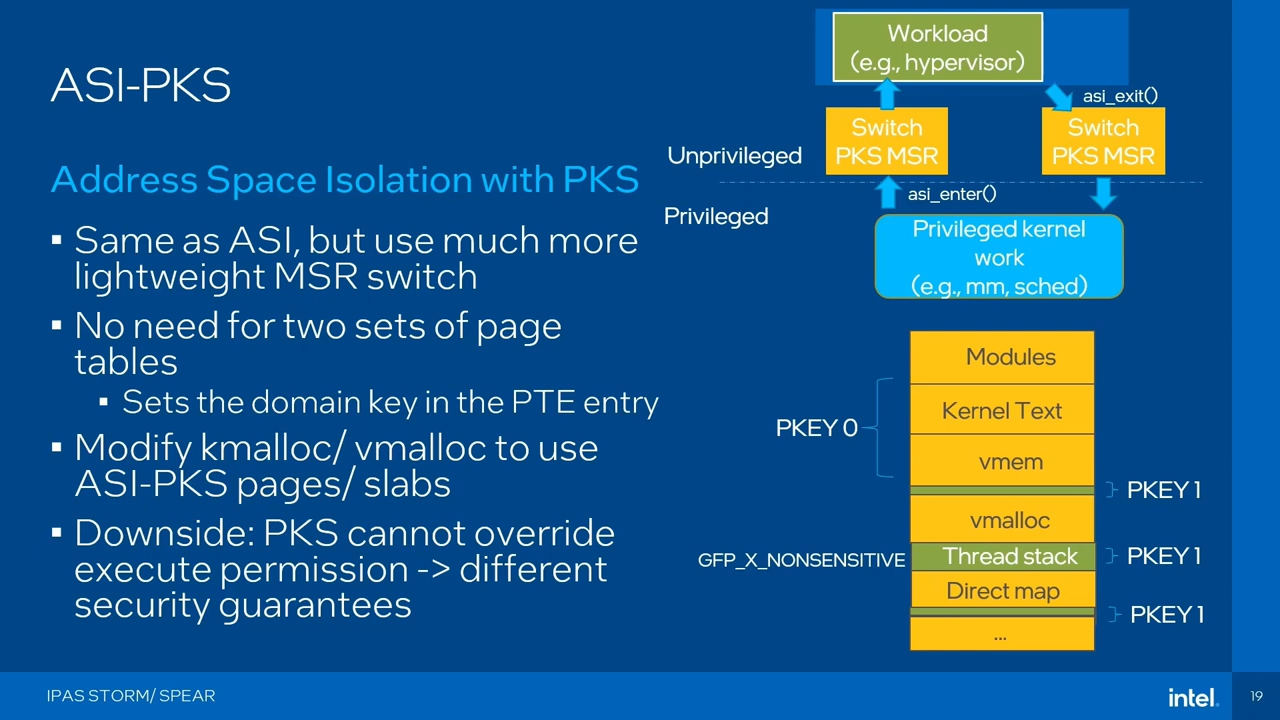 ASI-PKS
Address Space Isolation with PKS
▪ Same as ASI, but use much more
lightweight MSR switch
▪ No need for two sets of page
tables
▪ Sets the domain key in the PTE entry
▪ Modify kmalloc/ vmalloc to use
ASI-PKS pages/ slabs
▪ Downside: PKS cannot override
execute permission -> different
security guarantees
Workload
(e.g., hypervisor)
asi_exit()
Switch
PKS MSR
Switch
PKS MSR
Unprivileged
asi_enter()
Privileged
Privileged kernel
work
(e.g., mm, sched)
Modules
Kernel Text
PKEY 0
vmem
PKEY 1
vmalloc
GFP_X_NONSENSITIVE
Thread stack
PKEY 1
Direct map
PKEY 1
...
IPAS STORM/ SPEAR
intel.
19